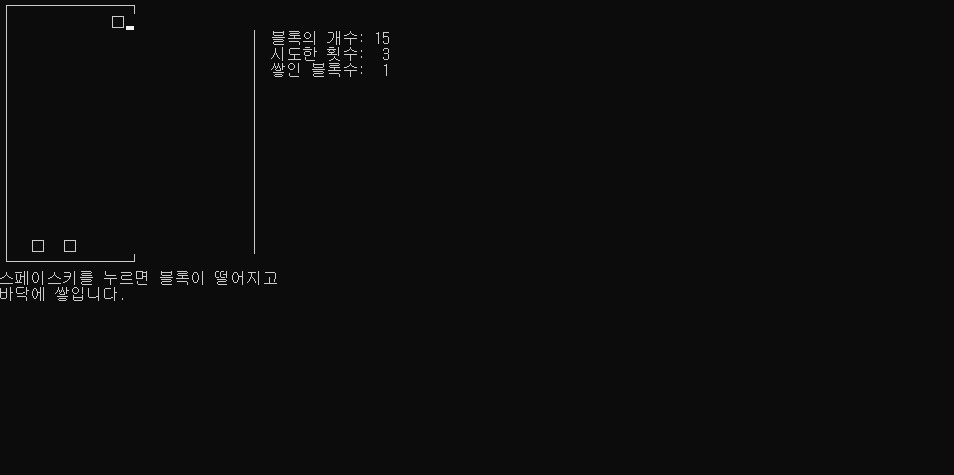 블록의 개수: 15
시도한 횟수: 3
쌓인 블록수: 1
스페이스키를 누르면 블록이 떨어지고
바닥에 쌓입니다.